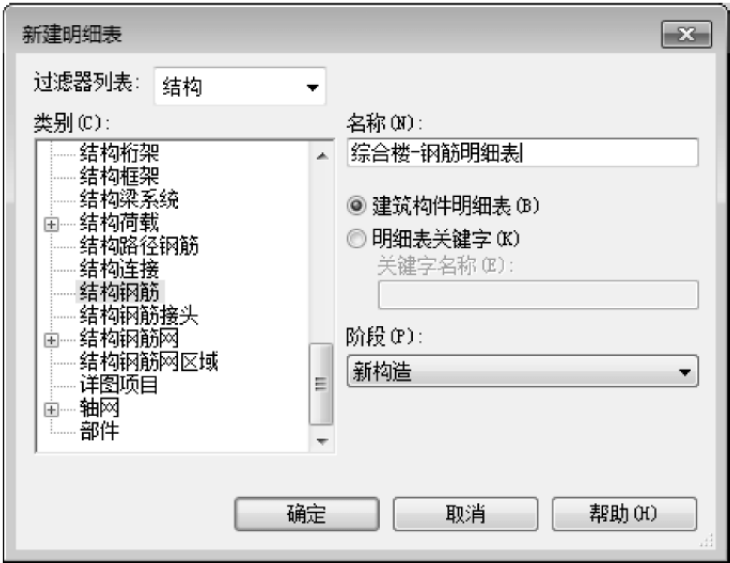 新建明细表
过滤器列表: 结构
类别(C):
结构桁架
结构框架
结构梁系统
结构荷载
结构路径钢筋
结构连接
结构钢筋
结构钢筋接头
结构钢筋网
结构钢筋网区域
详图项目
轴网
部件
名称(N):
综合楼-钢筋明细表
建筑构件明细表(B)
明细表关键字(K)
关键字名称(E):
阶段(P):
新构造
确定
取消
帮助(H)